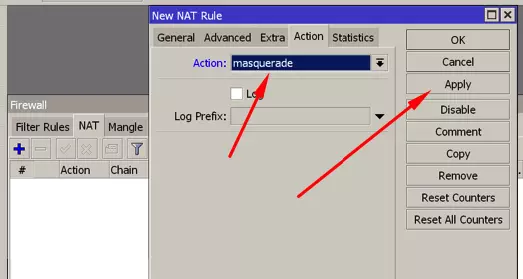 New NAT Rule
General Advanced Extra Action Statistics
Action: masquerade
Log
Log Prefix:
OK
Cancel
Apply
Disable
Comment
Copy
Remove
Reset Counters
Reset All Counters
Firewall
Filter Rules NAT Mangle
# Action Chain